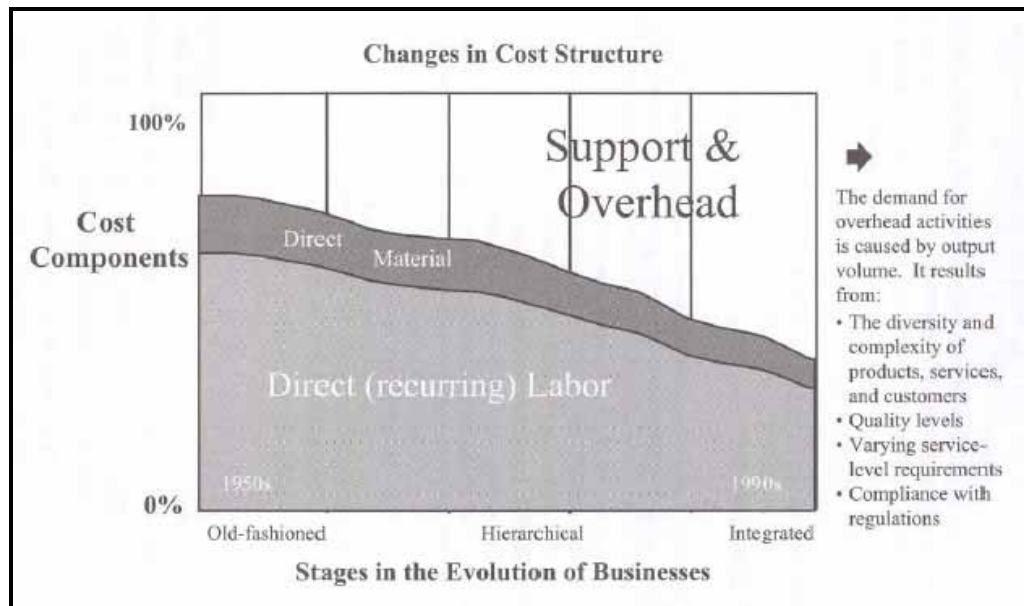 Changes in Cost Structure
100%
Cost
Components
0%
Support &
Overhead
Direct
Material
Direct (recurring) Labor
1950s
1990s
Old-fashioned
Hierarchical
Integrated
Stages in the Evolution of Businesses
The demand for
overhead activities
is caused by output
volume. It results
from:
• The diversity and
complexity of
products, services,
and customers
• Quality levels
• Varying service-
level requirements
• Compliance with
regulations